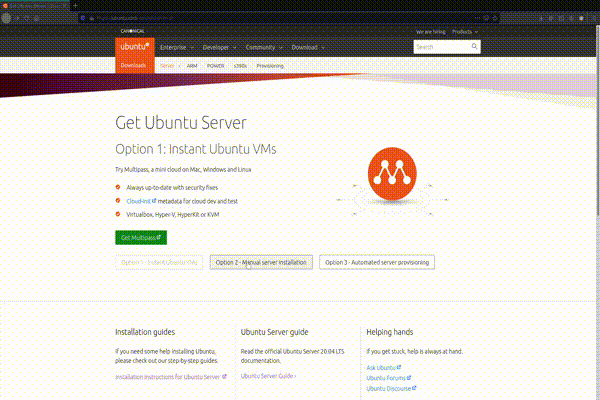 Get Ubuntu Server
CANONICAL
We are hiring Products
ubuntu
Enterprise Developer Community Download
Search
Downloads
Server ARM POWER s390x Provisioning
Get Ubuntu Server
Option 1: Instant Ubuntu VMs
Try Multipass, a mini cloud on Mac, Windows and Linux
Always up-to-date with security fixes
Cloud-init metadata for cloud dev and test
Virtualbox, Hyper-V, HyperKit or KVM
Get Multipass
Option 1 - Instant Ubuntu VMs
Option 2 - Manual server installation
Option 3 - Automated server provisioning
Installation guides
If you need some help installing Ubuntu,
please check out our step-by-step guides.
Installation instructions for Ubuntu Server
Ubuntu Server guide
Read the official Ubuntu Server 20.04 LTS
documentation.
Ubuntu Server Guide ›
Helping hands
If you get stuck, help is always at hand.
Ask Ubuntu
Ubuntu Forums
Ubuntu Discourse